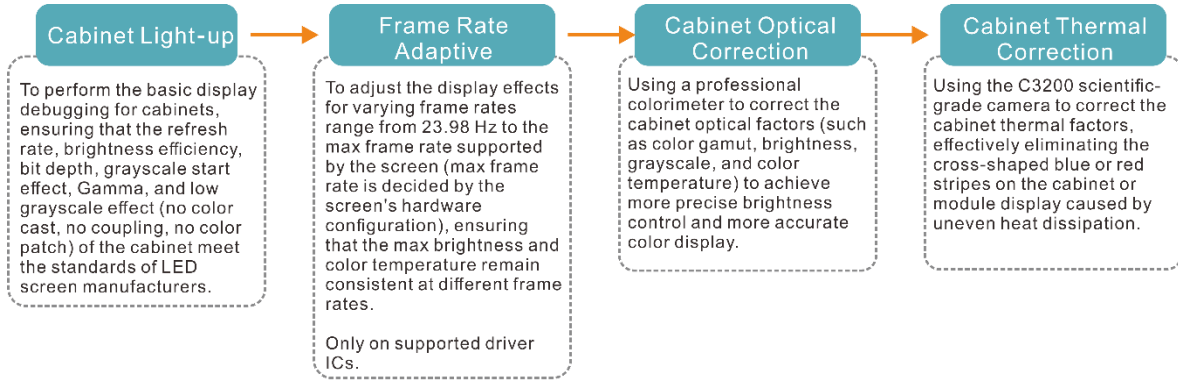 Cabinet Light-up
To perform the basic display
debugging for cabinets,
ensuring that the refresh
rate, brightness efficiency,
bit depth, grayscale start
effect, Gamma, and low
grayscale effect (no color
cast, no coupling, no color
patch) of the cabinet meet
the standards of LED
screen manufacturers.
Frame Rate
Adaptive
To adjust the display effects
for varying frame rates
range from 23.98 Hz to the
max frame rate supported
by the screen (max frame
rate is decided by the
screen's hardware
configuration), ensuring
that the max brightness and
color temperature remain
consistent at different frame
rates.
Only on supported driver
ICs.
Cabinet Optical
Correction
Using a professional
colorimeter to correct the
cabinet optical factors (such
as color gamut, brightness,
grayscale, and color
temperature) to achieve
more precise brightness
control and more accurate
color display.
Cabinet Thermal
Correction
Using the C3200 scientific-
grade camera to correct the
cabinet thermal factors,
effectively eliminating the
cross-shaped blue or red
stripes on the cabinet or
module display caused by
uneven heat dissipation.